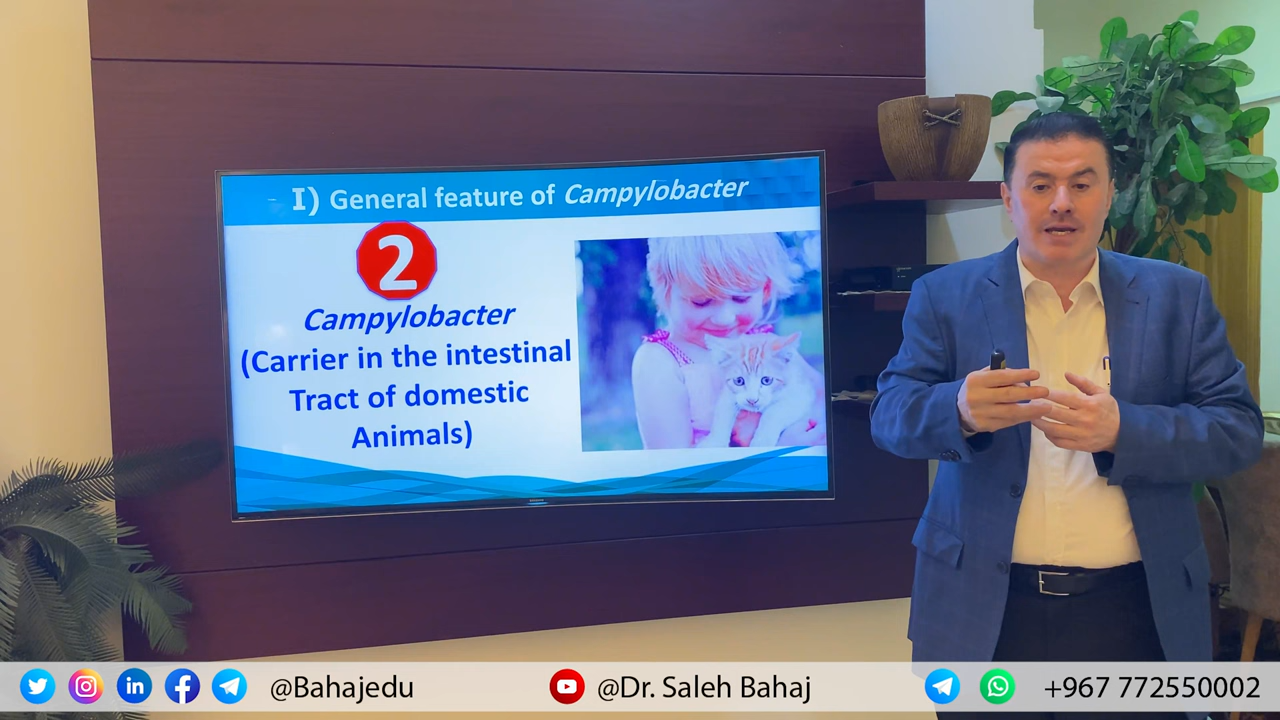 I) General feature of Campylobacter
2
Campylobacter
(Carrier in the intestinal
Tract of domestic
Animals)
@Bahajedu
@Dr. Saleh Bahaj
+967 772550002